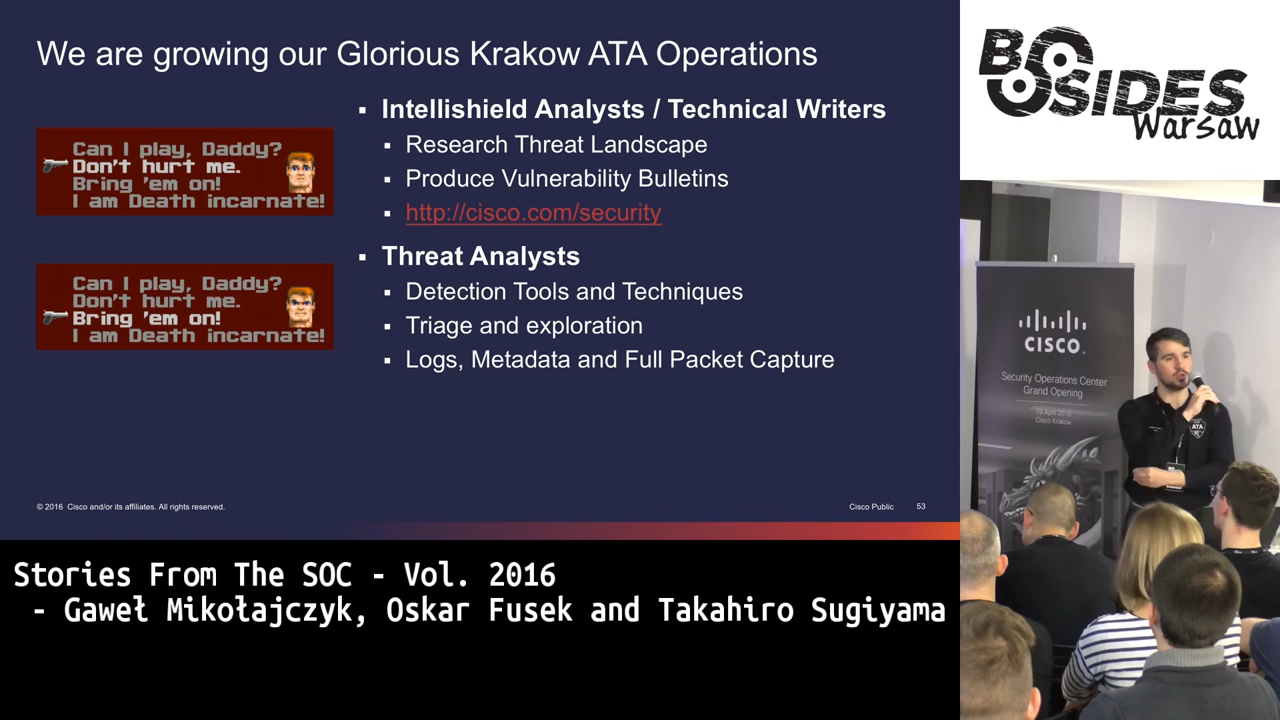 We are growing our Glorious Krakow ATA Operations
Can I play, Daddy?
Don't hurt me.
Bring 'em on!
I am Death incarnate!
Can I play, Daddy?
Don't hurt me.
Bring 'em on!
I am Death incarnate!
▪ Intellishield Analysts / Technical Writers
▪ Research Threat Landscape
▪ Produce Vulnerability Bulletins
▪ http://cisco.com/security
▪ Threat Analysts
▪ Detection Tools and Techniques
▪ Triage and exploration
▪ Logs, Metadata and Full Packet Capture
© 2016 Cisco and/or its affiliates. All rights reserved.
Cisco Public 53
BSIDES
Warsaw
CISCO
Security Operations Center
Grand Opening
19 April 2016
Cisco Krakow
ATA
Stories From The SOC - Vol. 2016
- Gaweł Mikołajczyk, Oskar Fusek and Takahiro Sugiyama